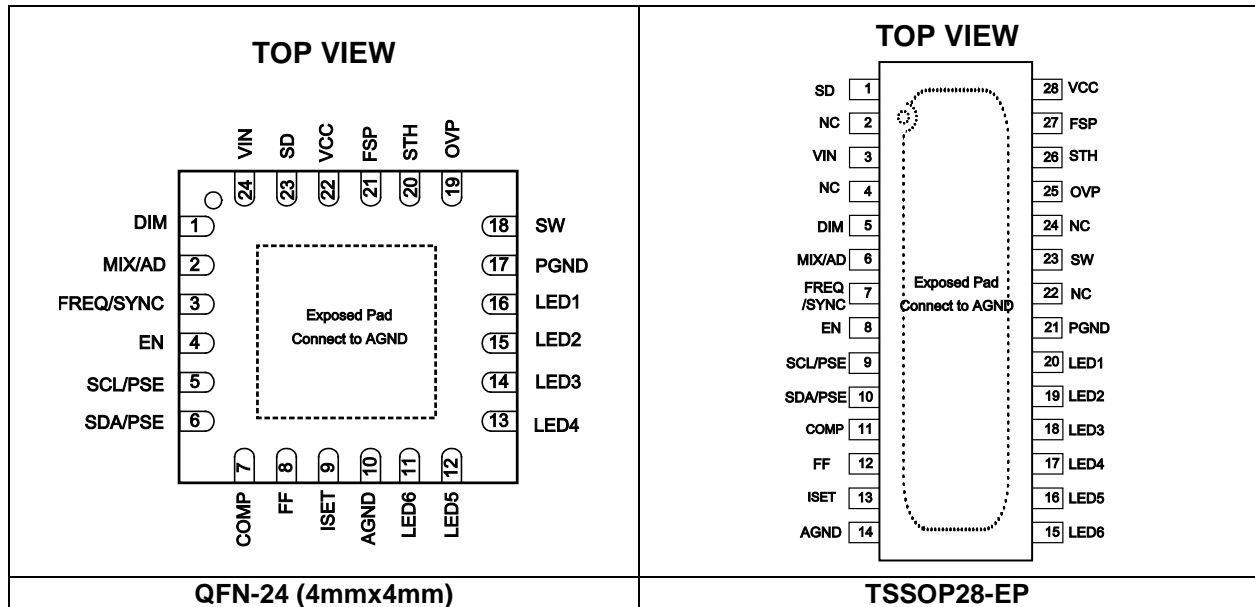 TOP VIEW
VIN SD VCC FSP STH OVP
24 23 22 21 20 19
DIM 1
MIX/AD 2
FREQ/SYNC 3
EN 4
SCL/PSE 5
SDA/PSE 6
18 SW
17 PGND
16 LED1
15 LED2
14 LED3
13 LED4
Exposed Pad
Connect to AGND
7 8 9 10 11 12
COMP FF ISET AGND LED6 LED5
QFN-24 (4mmx4mm)
TOP VIEW
SD 1
NC 2
VIN 3
NC 4
DIM 5
MIX/AD 6
FREQ
/SYNC 7
EN 8
SCL/PSE 9
SDA/PSE 10
COMP 11
FF 12
ISET 13
AGND 14
Exposed Pad
Connect to AGND
28 VCC
27 FSP
26 STH
25 OVP
24 NC
23 SW
22 NC
21 PGND
20 LED1
19 LED2
18 LED3
17 LED4
16 LED5
15 LED6
TSSOP28-EP